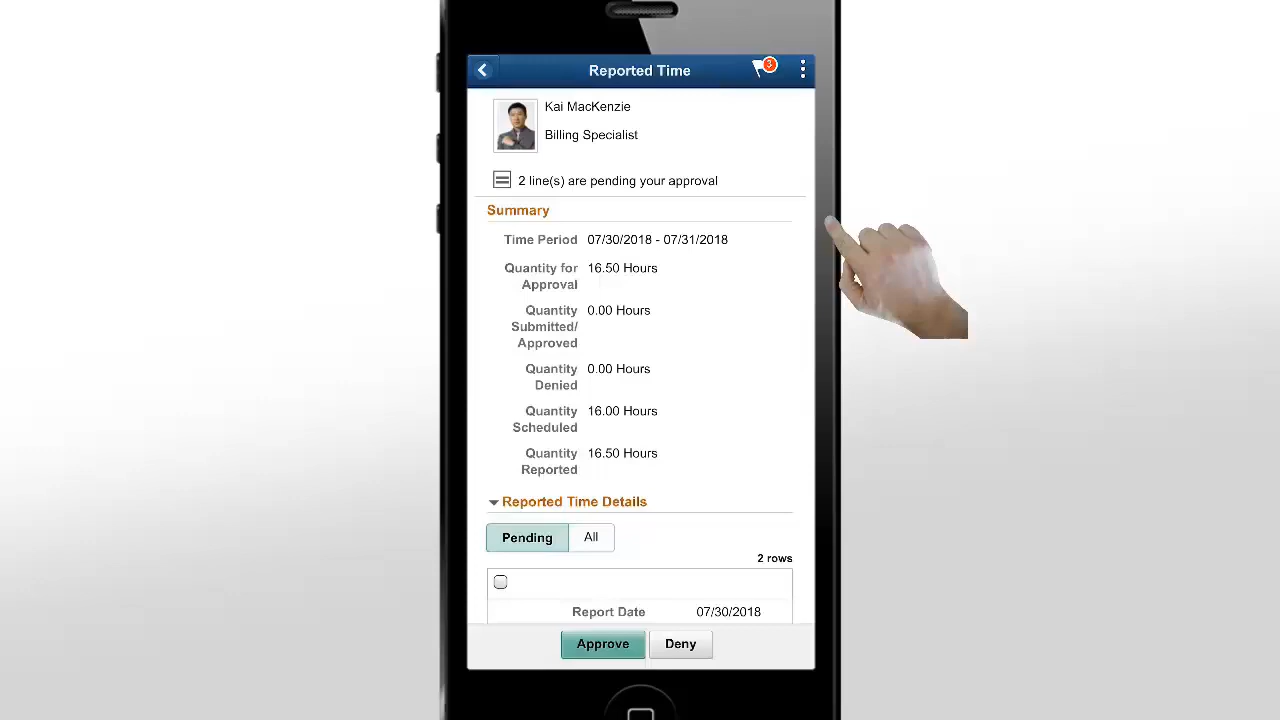 Reported Time
3
Kai MacKenzie
Billing Specialist
2 line(s) are pending your approval
Summary
Time Period 07/30/2018 - 07/31/2018
Quantity for 16.50 Hours
Approval
Quantity 0.00 Hours
Submitted/
Approved
Quantity 0.00 Hours
Denied
Quantity 16.00 Hours
Scheduled
Quantity 16.50 Hours
Reported
Reported Time Details
Pending All
2 rows
Report Date 07/30/2018
Approve Deny